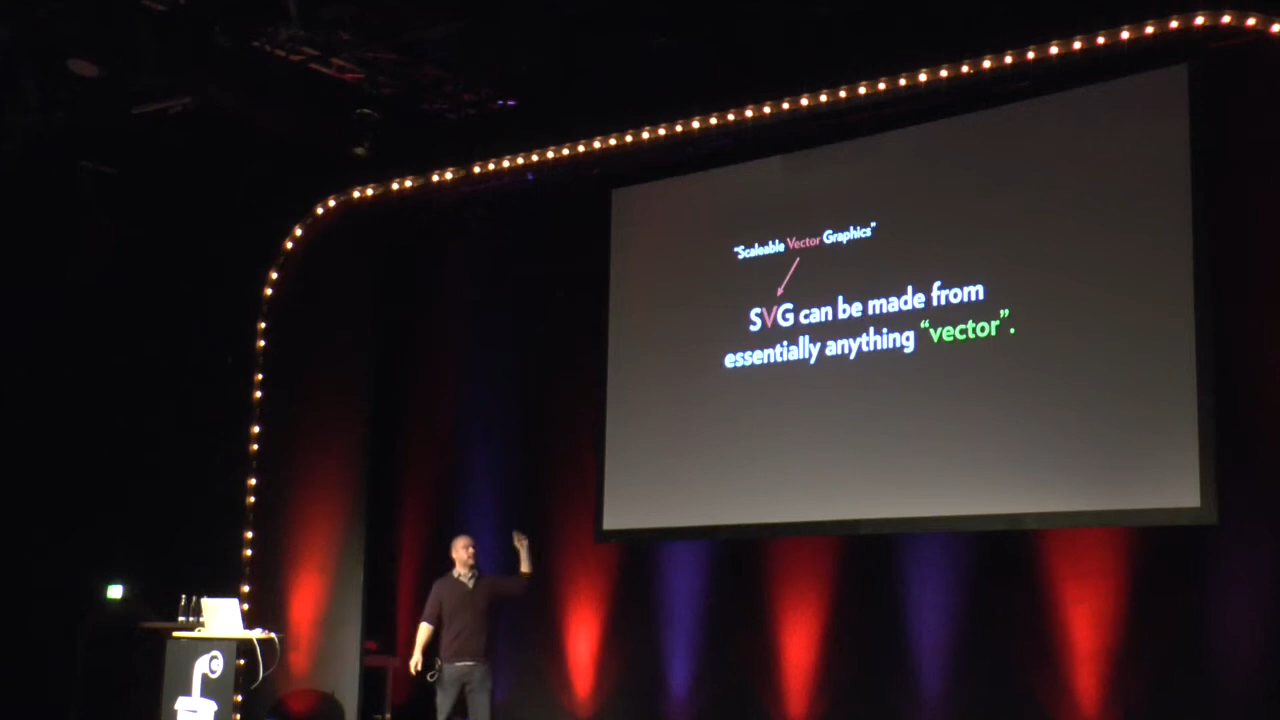 “Scaleable Vector Graphics”
SVG can be made from
essentially anything “vector”.